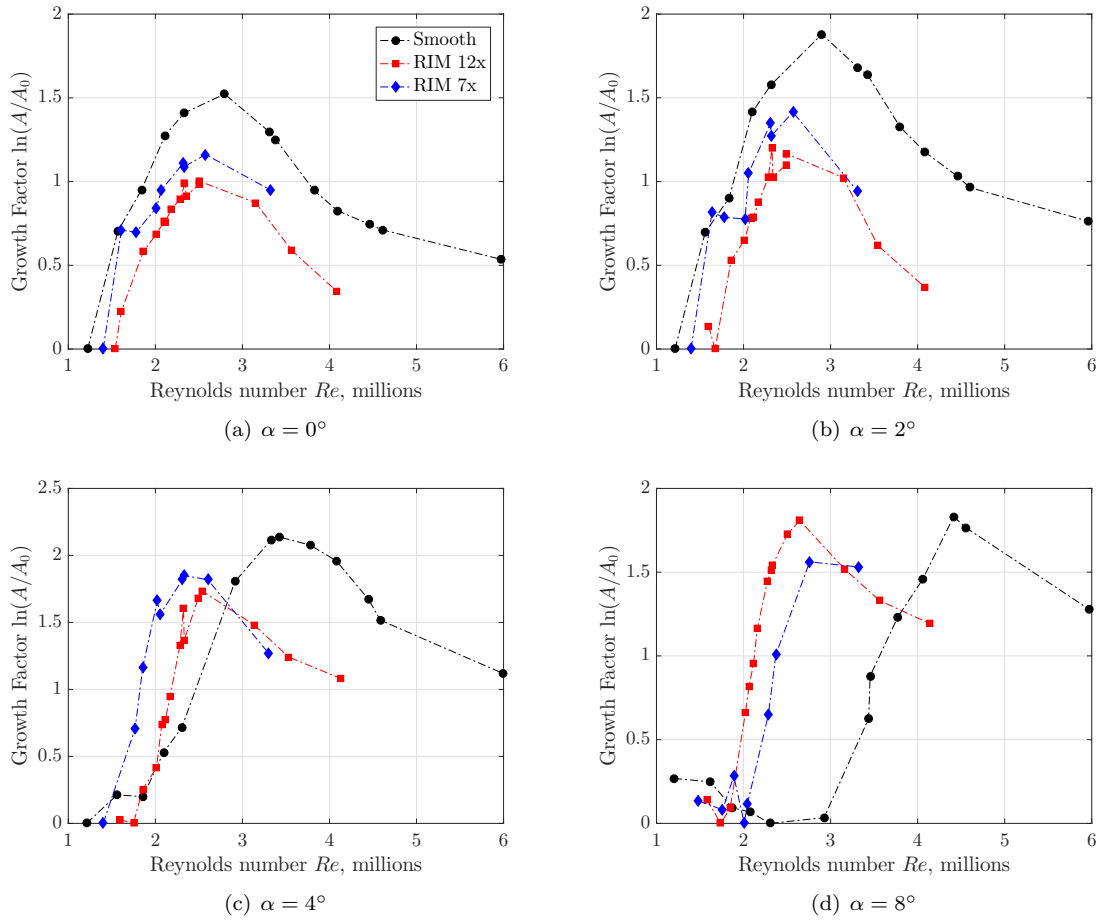 2
1.5
1
0.5
0
Growth Factor ln(A/A₀)
Smooth
RIM 12x
RIM 7x
1 2 3 4 5 6
Reynolds number Re, millions
(a) α = 0°
2
1.5
1
0.5
0
Growth Factor ln(A/A₀)
1 2 3 4 5 6
Reynolds number Re, millions
(b) α = 2°
2.5
2
1.5
1
0.5
0
Growth Factor ln(A/A₀)
1 2 3 4 5 6
Reynolds number Re, millions
(c) α = 4°
2
1.5
1
0.5
0
Growth Factor ln(A/A₀)
1 2 3 4 5 6
Reynolds number Re, millions
(d) α = 8°